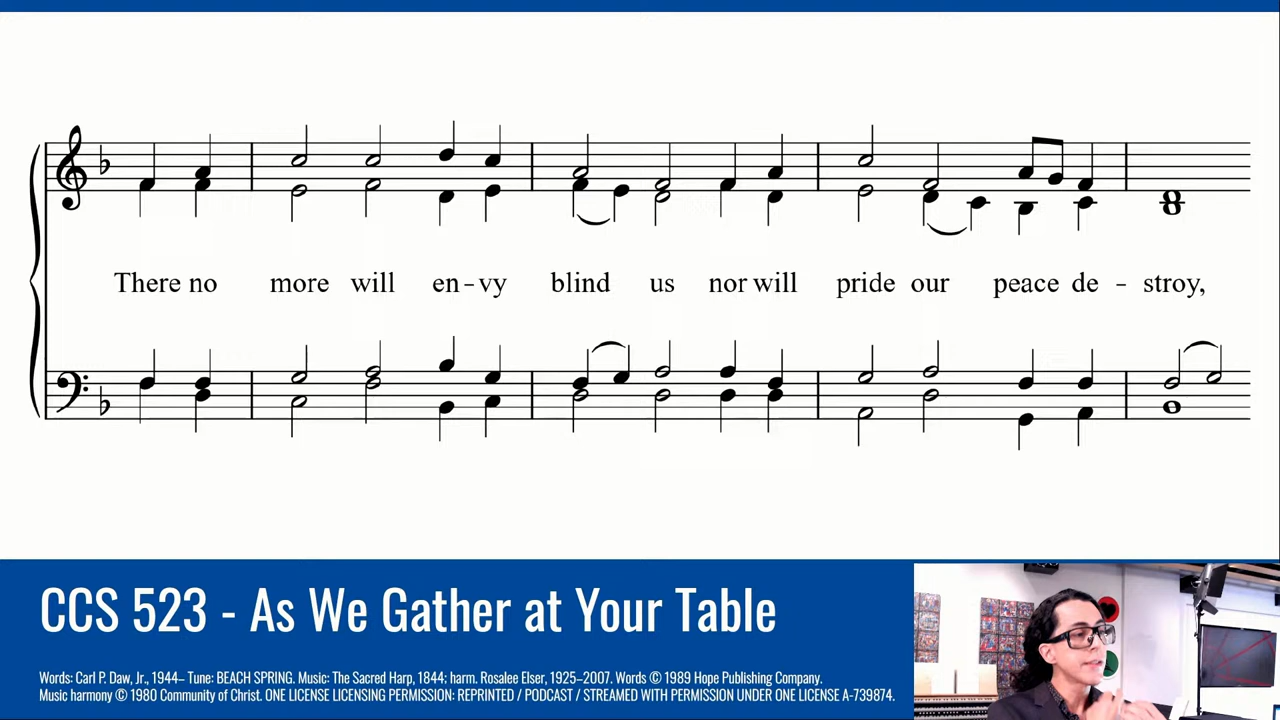 There no more will en-vy blind us nor will pride our peace de - stroy,
CCS 523 - As We Gather at Your Table
Words: Carl P. Daw, Jr., 1944– Tune: BEACH SPRING. Music: The Sacred Harp, 1844; harm. Rosalee Elser, 1925–2007. Words © 1989 Hope Publishing Company.
Music harmony © 1980 Community of Christ. ONE LICENSE LICENSING PERMISSION: REPRINTED / PODCAST / STREAMED WITH PERMISSION UNDER ONE LICENSE A-739874.